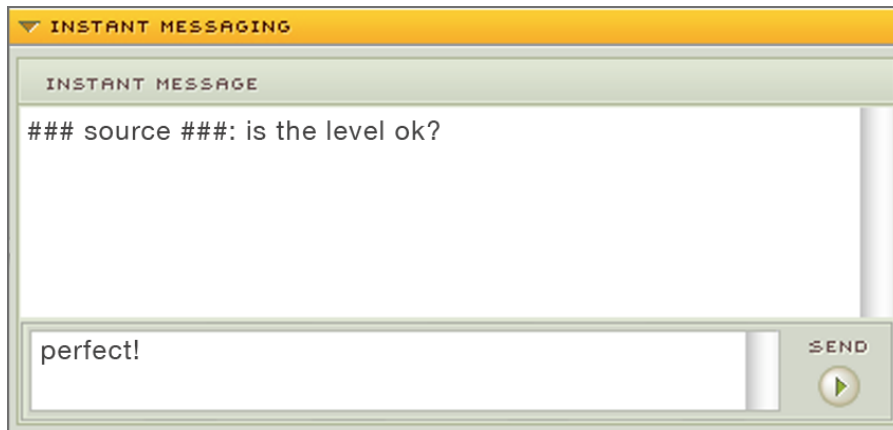 INSTANT MESSAGING
INSTANT MESSAGE
### source ###: is the level ok?
perfect!
SEND